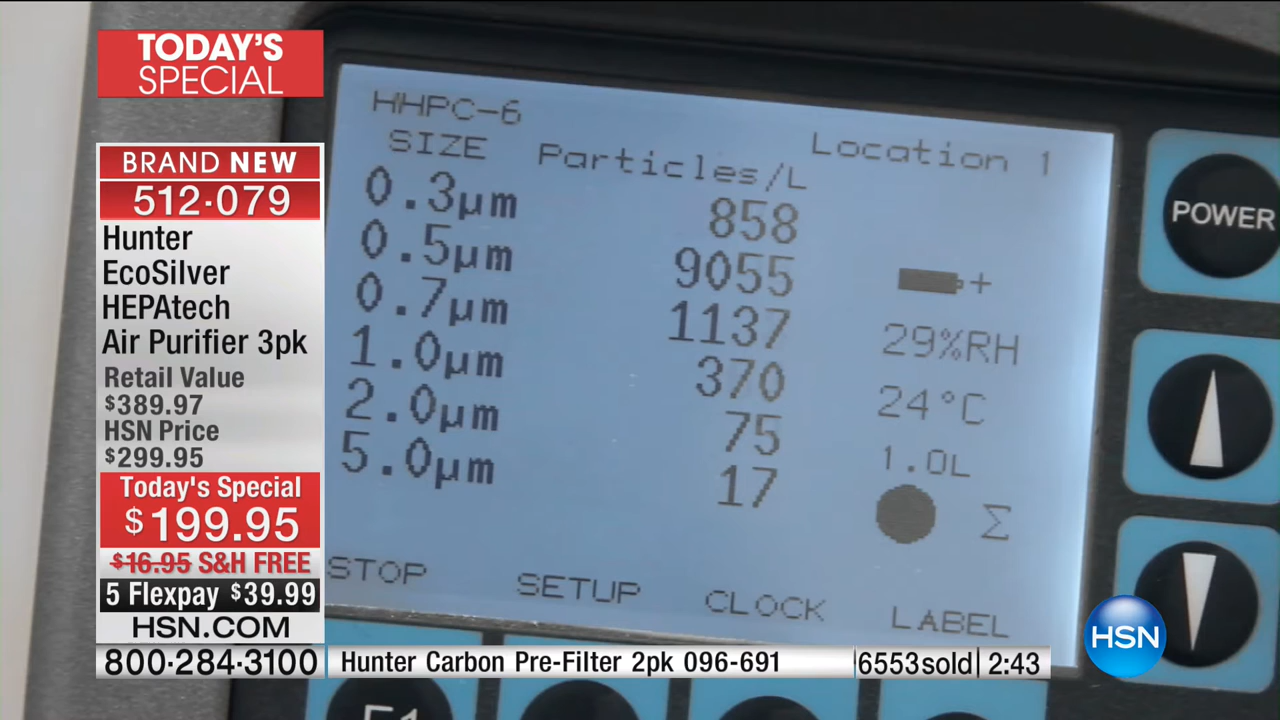 TODAY'S
SPECIAL
BRAND NEW
512·079
Hunter
EcoSilver
HEPAtech
Air Purifier 3pk
Retail Value
$389.97
HSN Price
$299.95
Today's Special
$199.95
$16.95 S&H FREE
5 Flexpay $39.99
HSN.COM
800·284·3100
HHPC-6
Location 1
SIZE Particles/L
0.3µm 858
0.5µm 9055
0.7µm 1137
1.0µm 370
2.0µm 75
5.0µm 17
+
29%RH
24°C
1.0L
Σ
STOP SETUP CLOCK LABEL
POWER
F1
HSN
Hunter Carbon Pre-Filter 2pk 096-691
6553sold 2:43